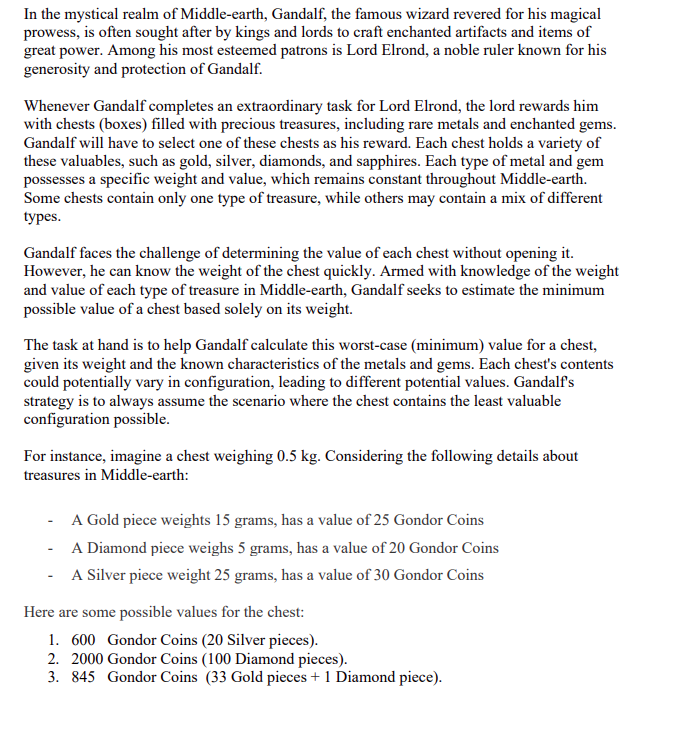 In the mystical realm of Middle-earth, Gandalf, the famous wizard revered for his magical
prowess, is often sought after by kings and lords to craft enchanted artifacts and items of
great power. Among his most esteemed patrons is Lord Elrond, a noble ruler known for his
generosity and protection of Gandalf.
Whenever Gandalf completes an extraordinary task for Lord Elrond, the lord rewards him
with chests (boxes) filled with precious treasures, including rare metals and enchanted gems.
Gandalf will have to select one of these chests as his reward. Each chest holds a variety of
these valuables, such as gold, silver, diamonds, and sapphires. Each type of metal and gem
possesses a specific weight and value, which remains constant throughout Middle-earth.
Some chests contain only one type of treasure, while others may contain a mix of different
types.
Gandalf faces the challenge of determining the value of each chest without opening it.
However, he can know the weight of the chest quickly. Armed with knowledge of the weight
and value of each type of treasure in Middle-earth, Gandalf seeks to estimate the minimum
possible value of a chest based solely on its weight.
The task at hand is to help Gandalf calculate this worst-case (minimum) value for a chest,
given its weight and the known characteristics of the metals and gems. Each chest's contents
could potentially vary in configuration, leading to different potential values. Gandalf's
strategy is to always assume the scenario where the chest contains the least valuable
configuration possible.
For instance, imagine a chest weighing 0.5 kg. Considering the following details about
treasures in Middle-earth:
- A Gold piece weights 15 grams, has a value of 25 Gondor Coins
- A Diamond piece weighs 5 grams, has a value of 20 Gondor Coins
- A Silver piece weight 25 grams, has a value of 30 Gondor Coins
Here are some possible values for the chest:
1. 600 Gondor Coins (20 Silver pieces).
2. 2000 Gondor Coins (100 Diamond pieces).
3. 845 Gondor Coins (33 Gold pieces + 1 Diamond piece).